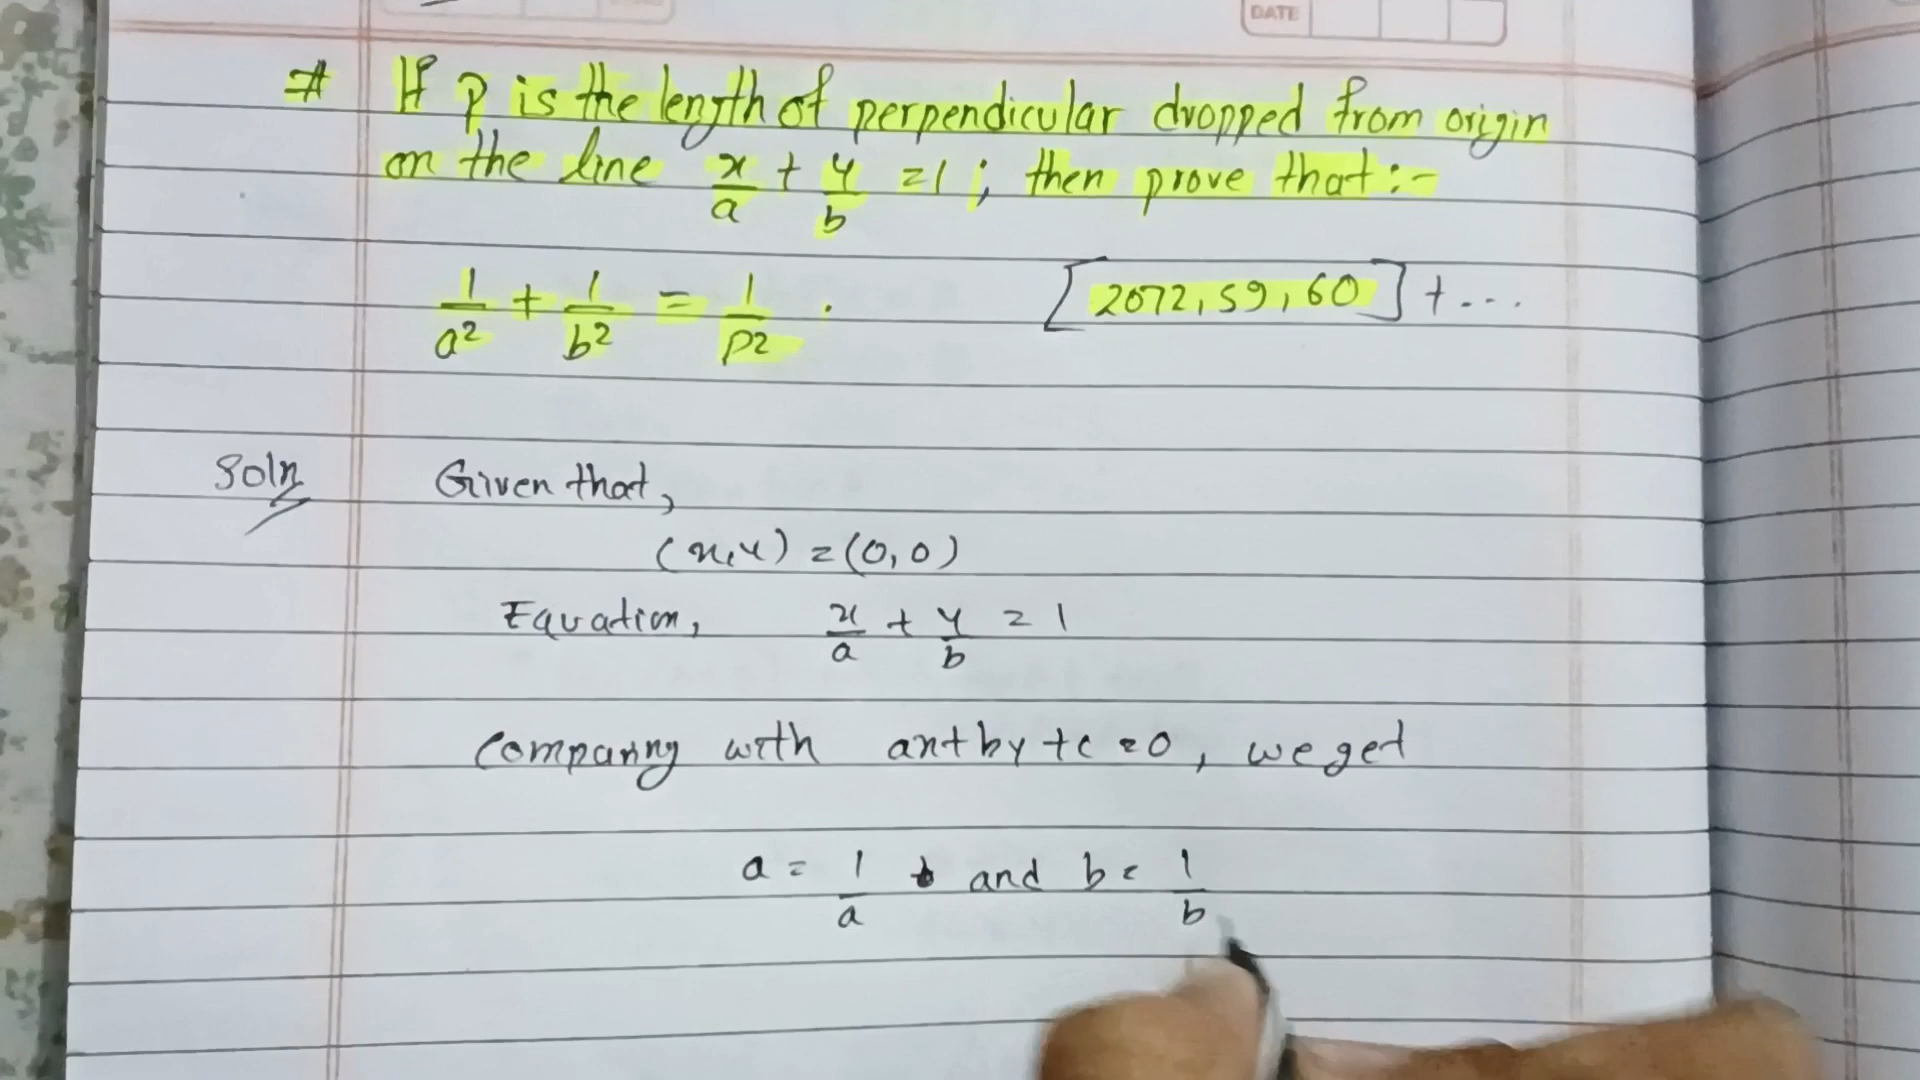 DATE
# If P is the length of perpendicular dropped from origin
on the line x/a + y/b = 1 ; then prove that :-
1/a² + 1/b² = 1/P² . [2072, 59, 60] + ...
Soln Given that,
(x, y) = (0, 0)
Equation, x/a + y/b = 1
Comparing with ax + by + c = 0, we get
a = 1/a and b = 1/b